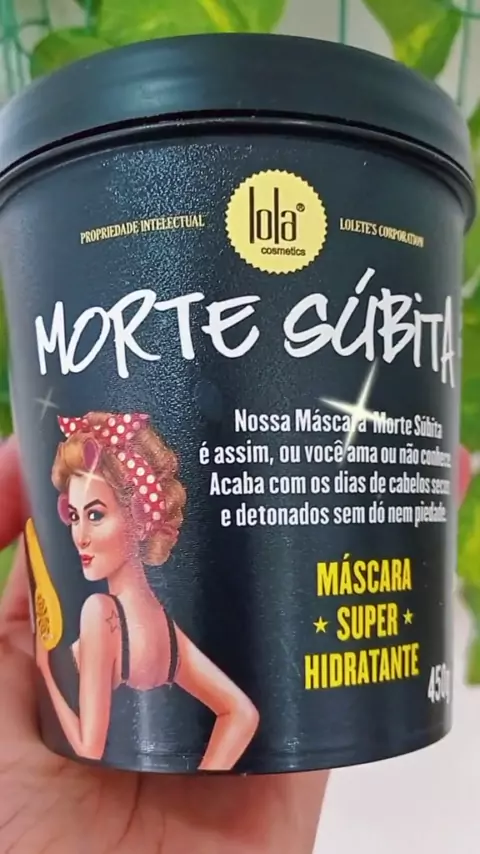 PROPRIEDADE INTELECTUAL
lola®
cosmetics
LOLETE'S CORPORATION
MORTE SÚBITA
Nossa Máscara Morte Súbita
é assim, ou você ama ou não conhece.
Acaba com os dias de cabelos secos
e detonados sem dó nem piedade.
MÁSCARA
★ SUPER ★
HIDRATANTE
450g